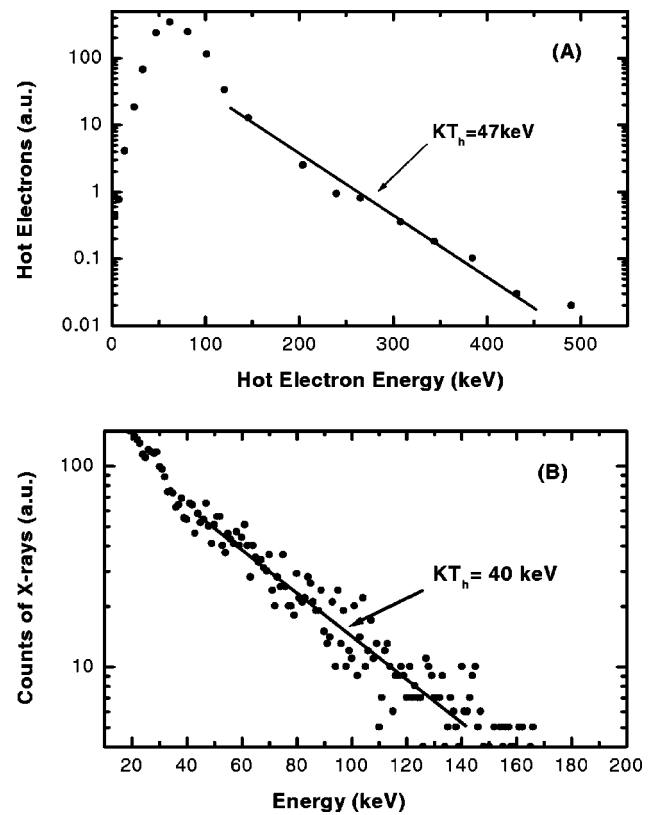 (A)
Hot Electrons (a.u.)
100
10
1
0.1
0.01
KTh=47keV
0 100 200 300 400 500
Hot Electron Energy (keV)
(B)
Counts of X-rays (a.u.)
100
10
KTh= 40 keV
20 40 60 80 100 120 140 160 180 200
Energy (keV)